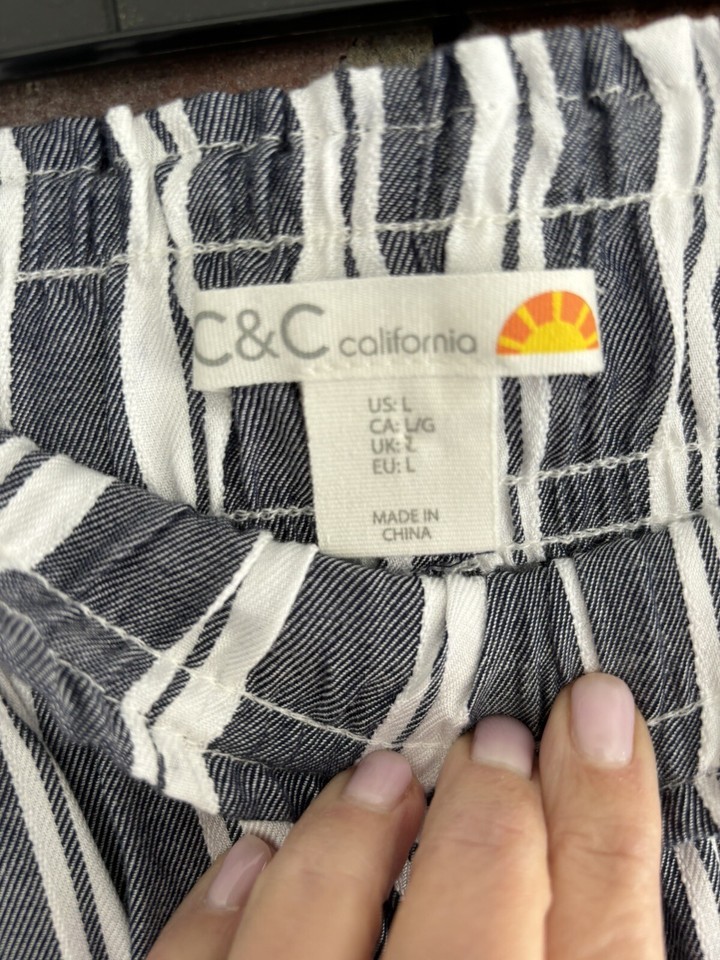 C&C california
US: L
CA: L/G
UK: L
EU: L
MADE IN
CHINA